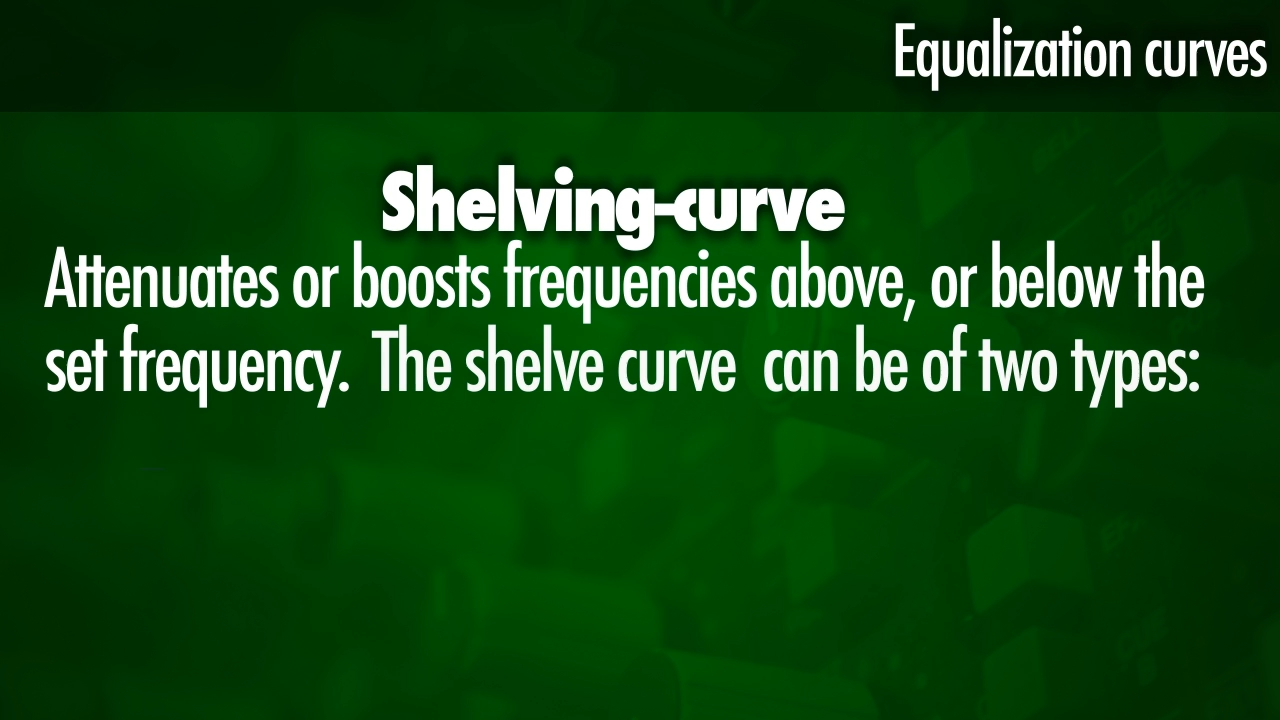 Equalization curves
Shelving-curve
Attenuates or boosts frequencies above, or below the
set frequency. The shelve curve can be of two types: